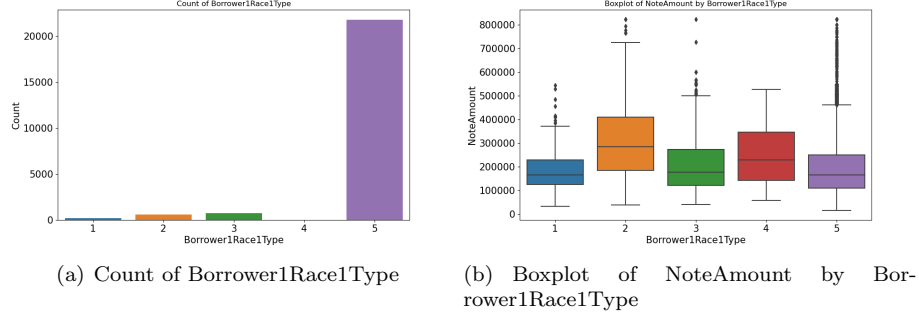 Count of Borrower1Race1Type
20000
15000
10000
5000
0
Count
1 2 3 4 5
Borrower1Race1Type
(a) Count of Borrower1Race1Type
Boxplot of NoteAmount by Borrower1Race1Type
800000
700000
600000
500000
400000
300000
200000
100000
0
NoteAmount
1 2 3 4 5
Borrower1Race1Type
(b) Boxplot of NoteAmount by Bor-
rower1Race1Type